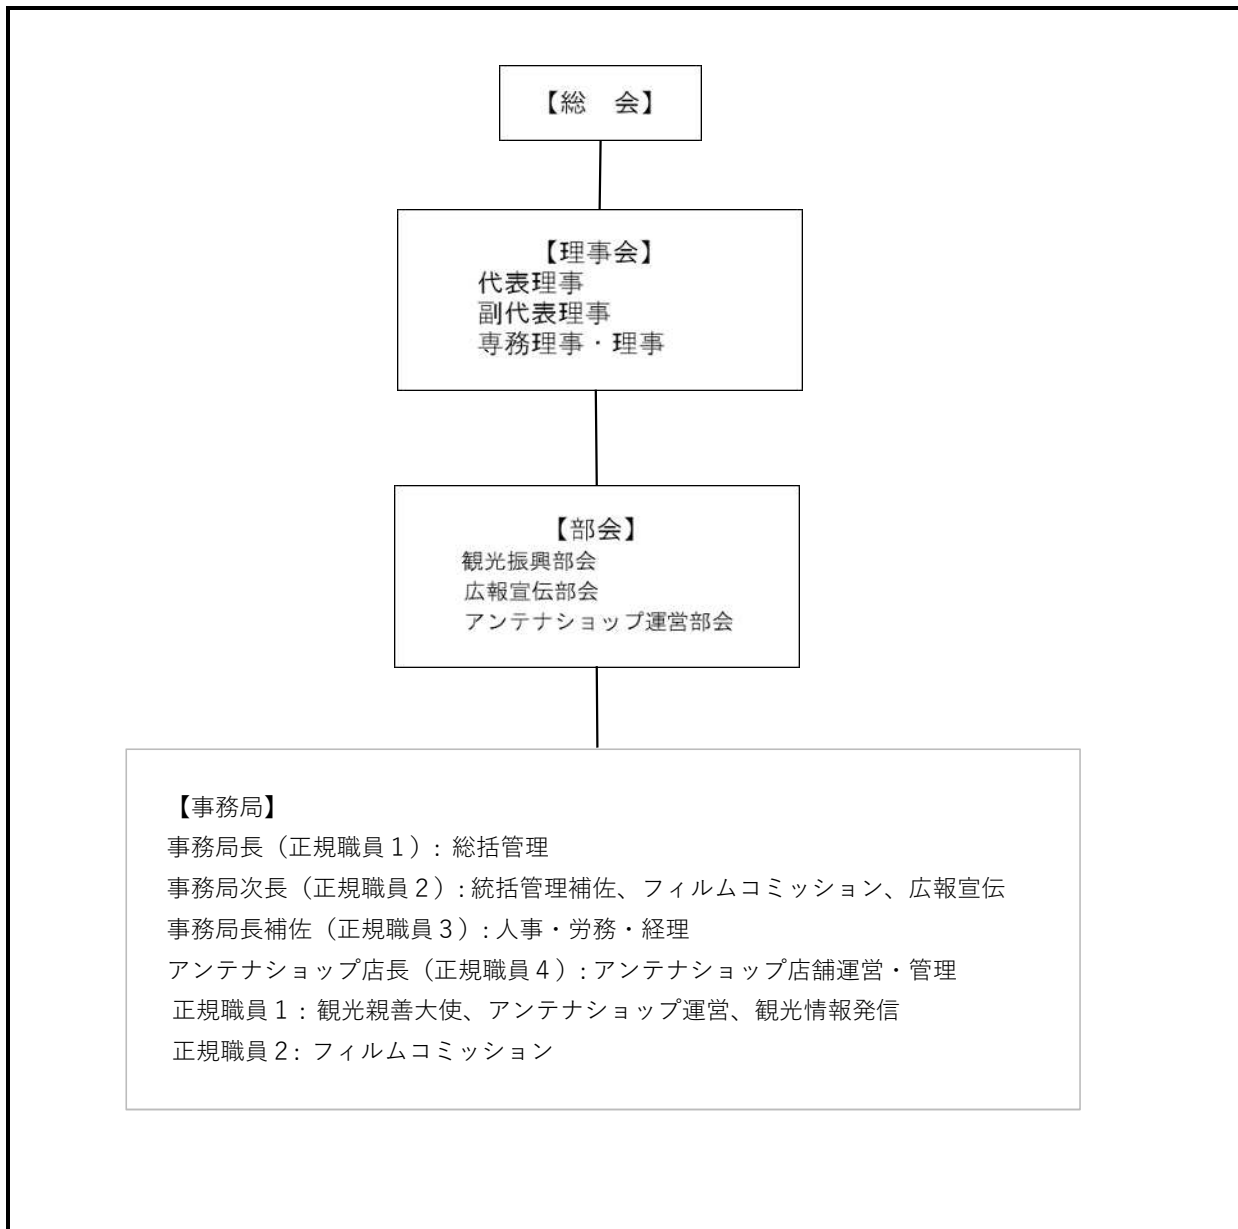 【総　会】
【理事会】
代表理事
副代表理事
専務理事・理事
【部会】
観光振興部会
広報宣伝部会
アンテナショップ運営部会
【事務局】
事務局長（正規職員１）: 総括管理
事務局次長（正規職員２）: 統括管理補佐、フィルムコミッション、広報宣伝
事務局長補佐（正規職員３）: 人事・労務・経理
アンテナショップ店長（正規職員４）: アンテナショップ店舗運営・管理
正規職員１: 観光親善大使、アンテナショップ運営、観光情報発信
正規職員２: フィルムコミッション